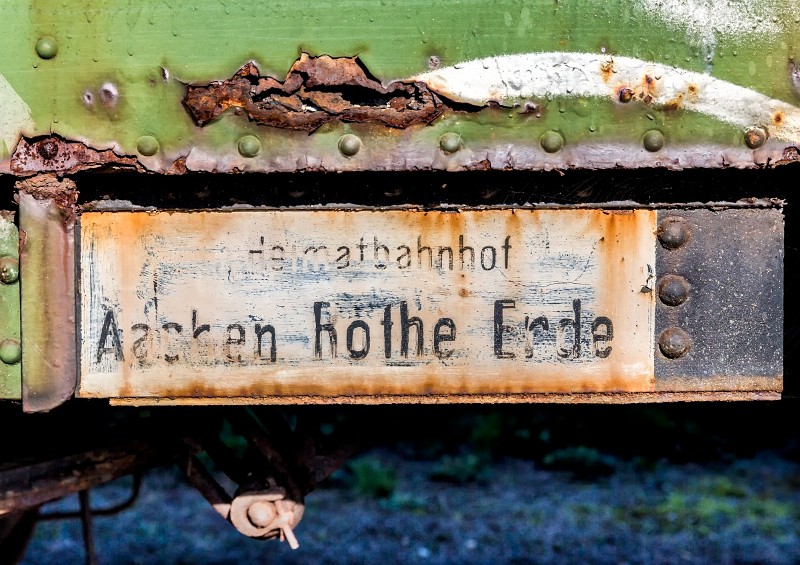 Heimatbahnhof
Aachen Rothe Erde